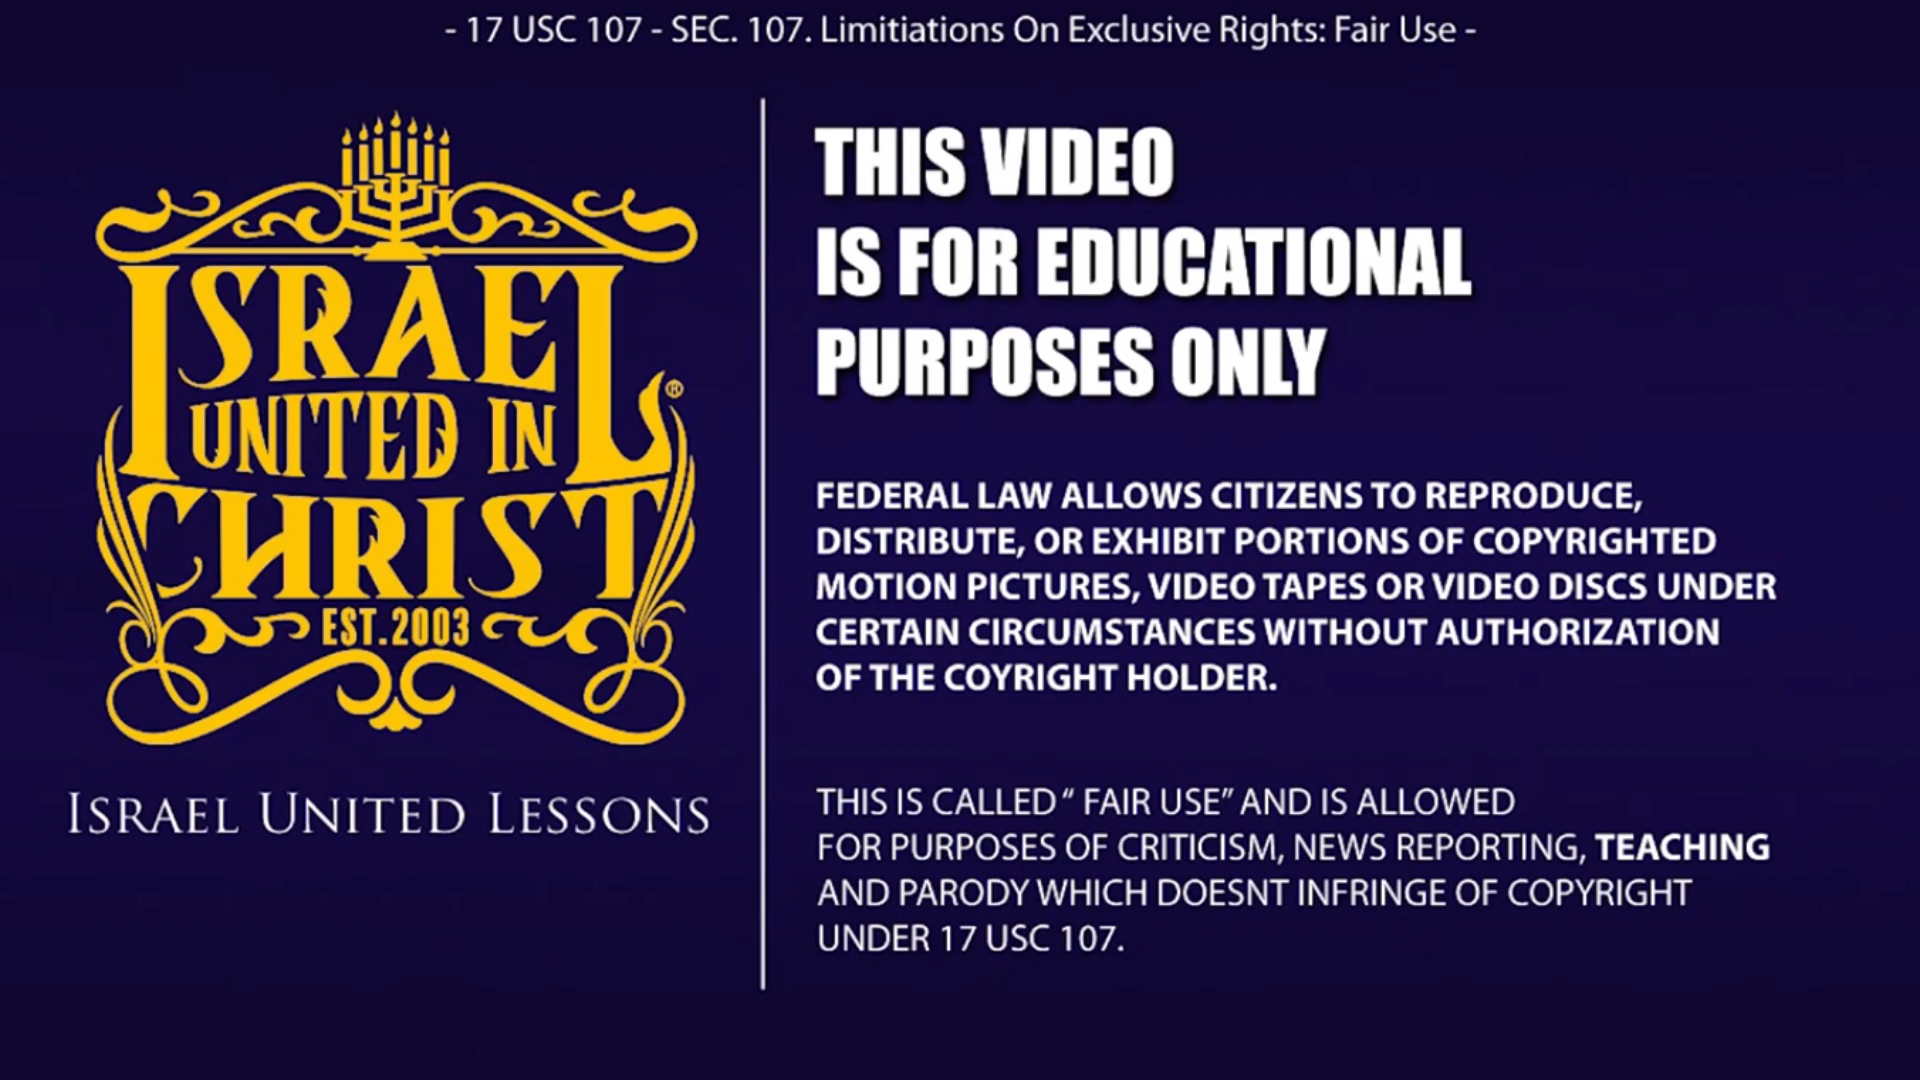 - 17 USC 107 - SEC. 107. Limitiations On Exclusive Rights: Fair Use -
ISRAEL
UNITED IN
CHRIST
®
EST. 2003
ISRAEL UNITED LESSONS
THIS VIDEO
IS FOR EDUCATIONAL
PURPOSES ONLY
FEDERAL LAW ALLOWS CITIZENS TO REPRODUCE,
DISTRIBUTE, OR EXHIBIT PORTIONS OF COPYRIGHTED
MOTION PICTURES, VIDEO TAPES OR VIDEO DISCS UNDER
CERTAIN CIRCUMSTANCES WITHOUT AUTHORIZATION
OF THE COYRIGHT HOLDER.
THIS IS CALLED “ FAIR USE” AND IS ALLOWED
FOR PURPOSES OF CRITICISM, NEWS REPORTING, TEACHING
AND PARODY WHICH DOESNT INFRINGE OF COPYRIGHT
UNDER 17 USC 107.